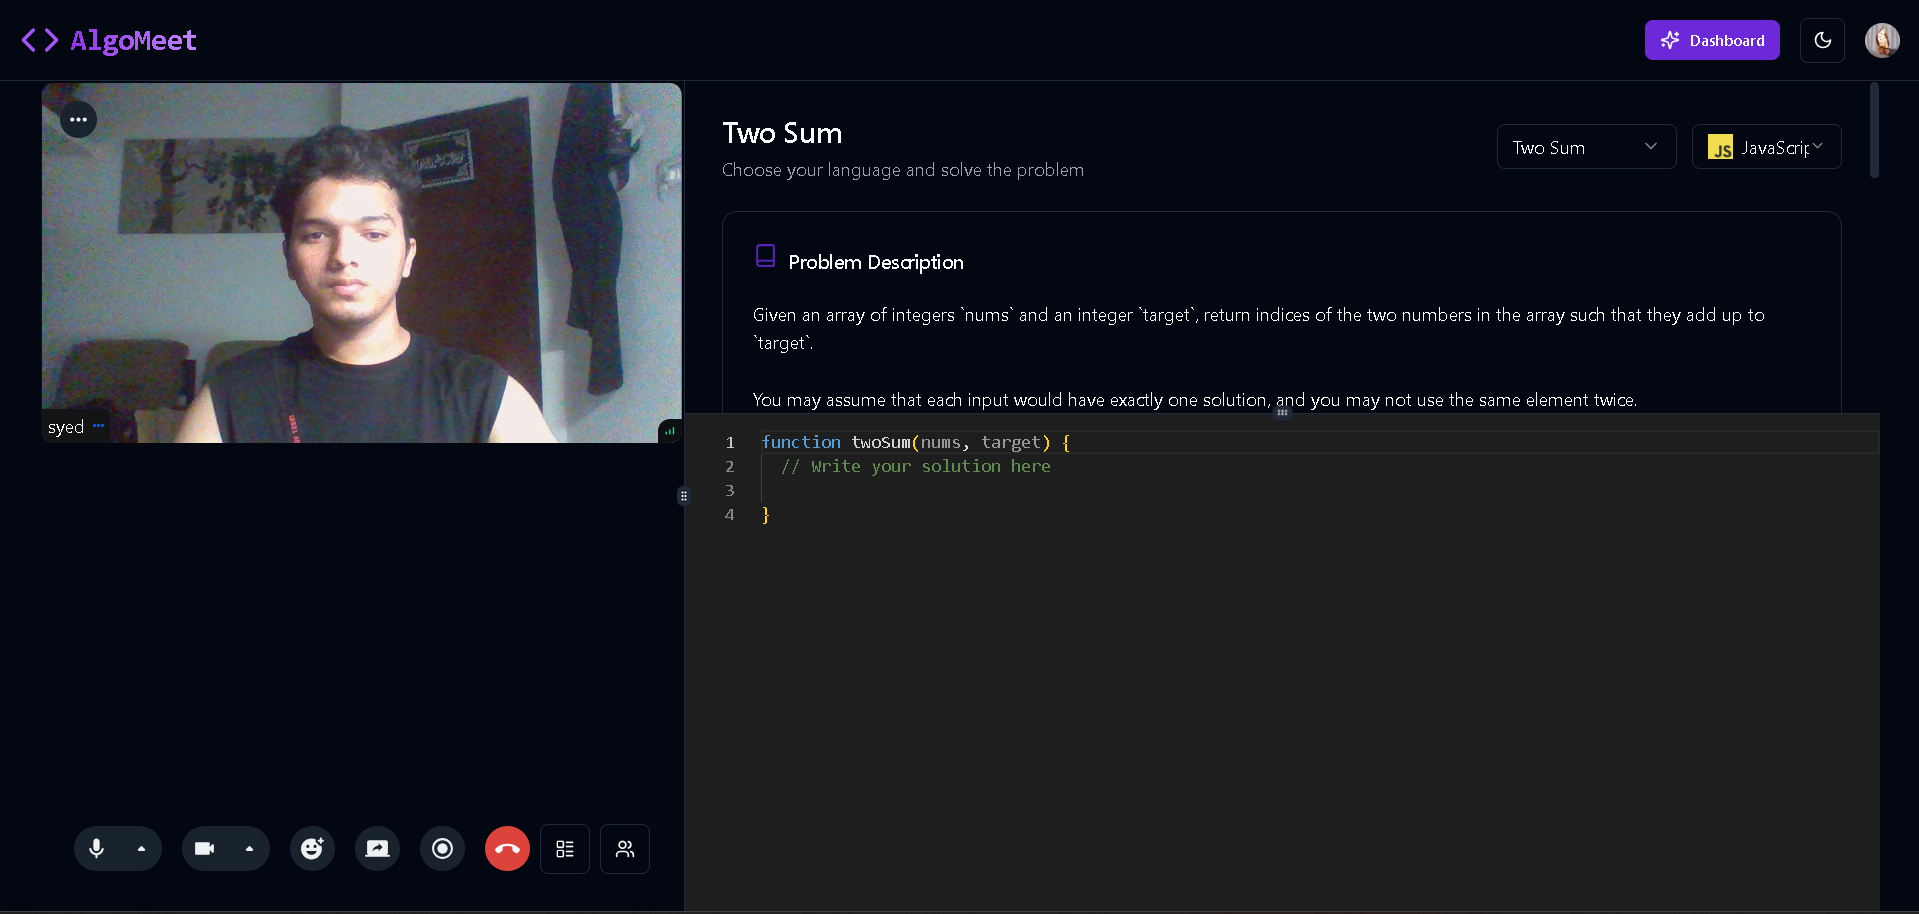 AlgoMeet
Dashboard
syed
Two Sum
Choose your language and solve the problem
Two Sum
JS JavaScrip
Problem Description
Given an array of integers `nums` and an integer `target`, return indices of the two numbers in the array such that they add up to
`target`.
You may assume that each input would have exactly one solution, and you may not use the same element twice.
1 function twoSum(nums, target) {
2 // Write your solution here
3
4 }